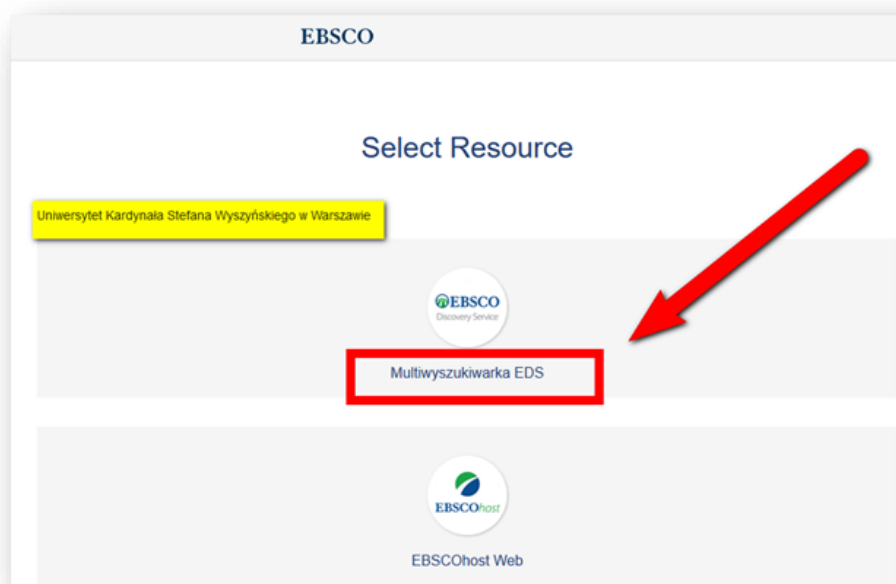 EBSCO
Select Resource
Uniwersytet Kardynała Stefana Wyszyńskiego w Warszawie
EBSCO
Discovery Service
Multiwyszukiwarka EDS
EBSCOhost
EBSCOhost Web